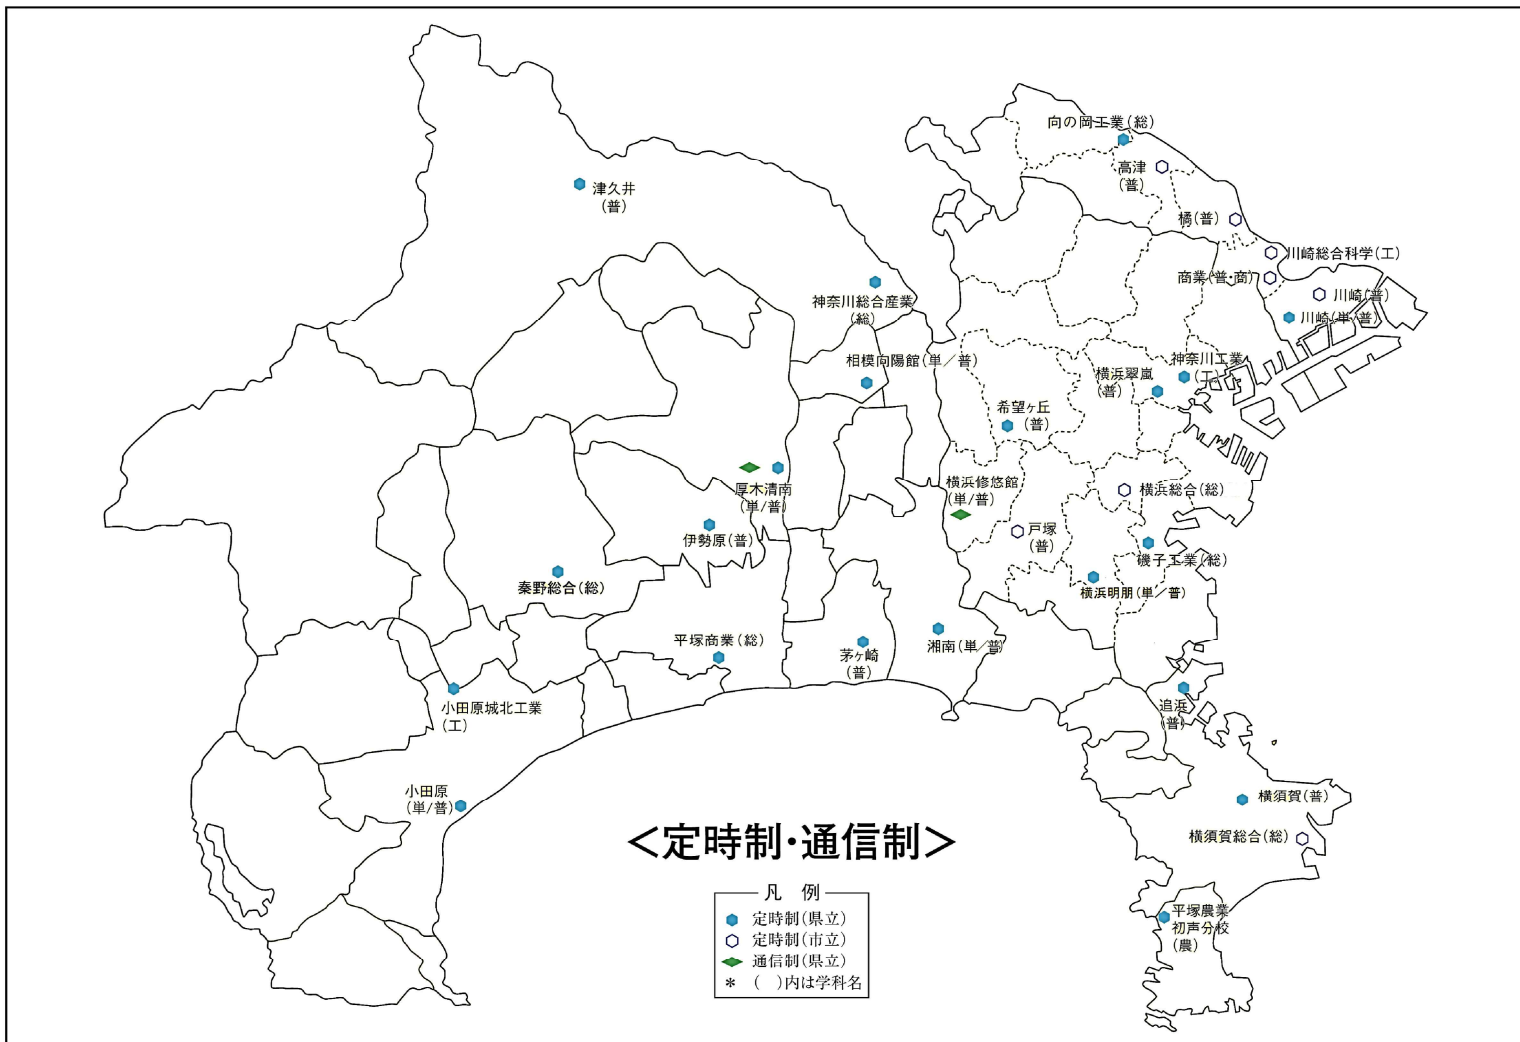 向の岡工業(総)
高津
(普)
津久井
(普)
橘(普)
川崎総合科学(工)
商業(普・商)
神奈川総合産業
(総)
川崎(普)
川崎(単/普)
相模向陽館(単／普)
神奈川工業
(工)
横浜翠嵐
(普)
希望ヶ丘
(普)
横浜修悠館
(単/普)
横浜総合(総)
厚木清南
(単/普)
戸塚
(普)
伊勢原(普)
磯子工業(総)
秦野総合(総)
横浜明朋(単／普)
平塚商業(総)
茅ヶ崎
(普)
湘南(単/普)
小田原城北工業
(工)
追浜
(普)
小田原
(単/普)
横須賀(普)
横須賀総合(総)
＜定時制・通信制＞
凡 例
定時制(県立)
定時制(市立)
通信制(県立)
* ( )内は学科名
平塚農業
初声分校
(農)